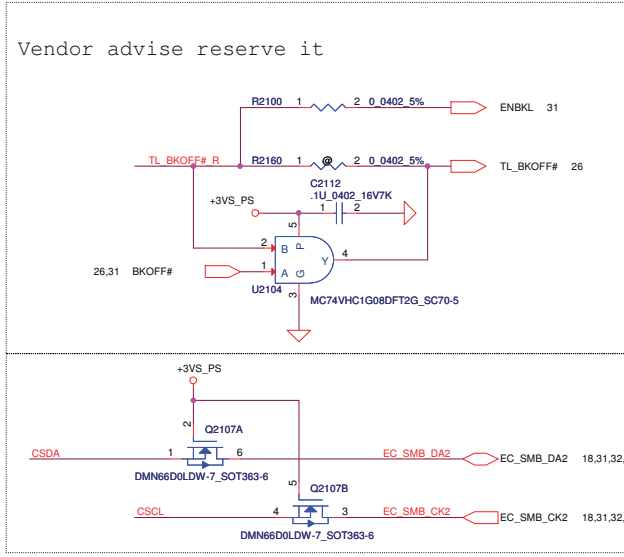 Vendor advise reserve it
R2100 1 2 0_0402_5% ENBKL 31
TL_BKOFF#_R R2160 1 @ 2 0_0402_5% TL_BKOFF# 26
C2112
.1U_0402_16V7K
+3VS_PS 1 2
5
2 B P
Y 4
26,31 BKOFF# 1 A G
U2104 3
MC74VHC1G08DFT2G_SC70-5
+3VS_PS
2
Q2107A
CSDA 1 6 EC_SMB_DA2 EC_SMB_DA2 18,31,32,
DMN66D0LDW-7_SOT363-6
5
Q2107B
CSCL 4 3 EC_SMB_CK2 EC_SMB_CK2 18,31,32,
DMN66D0LDW-7_SOT363-6